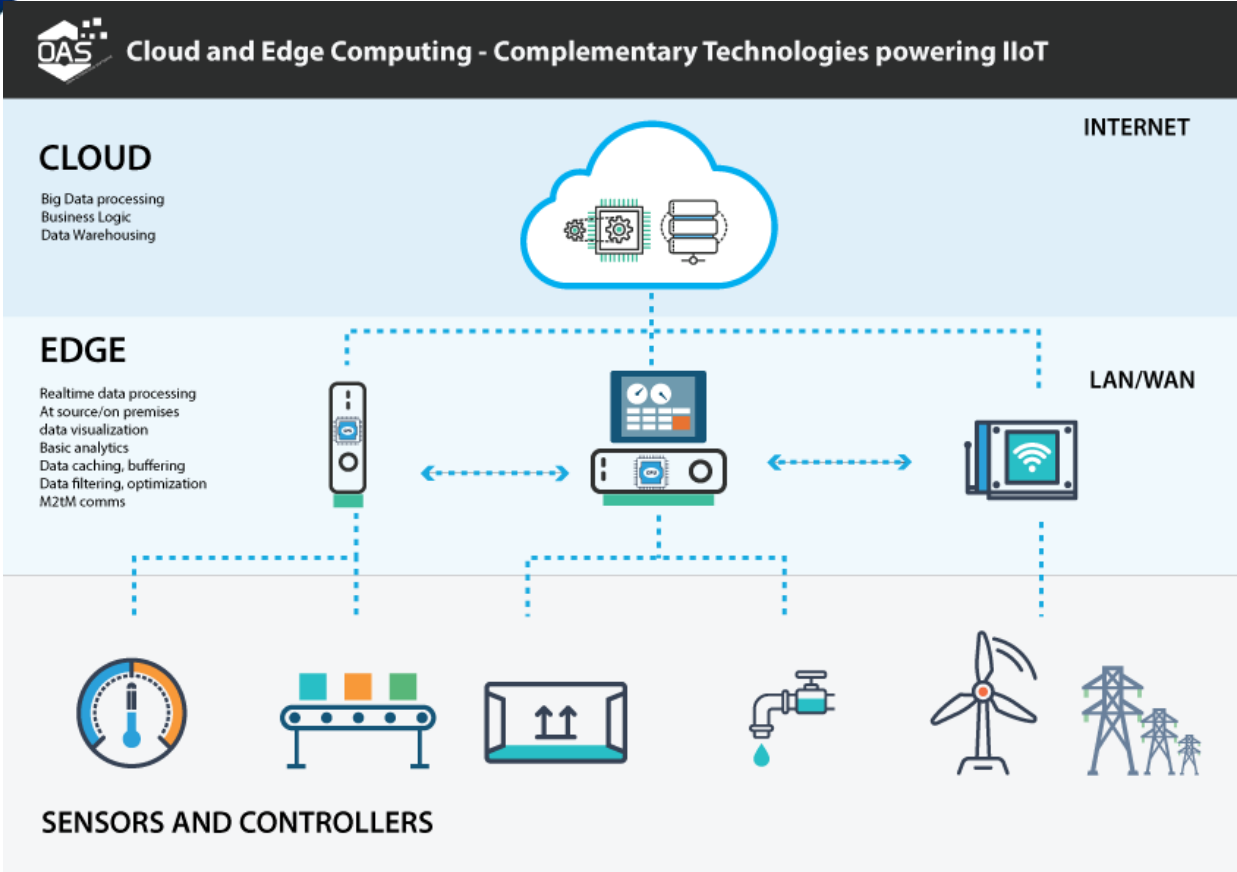 OAS
Cloud and Edge Computing - Complementary Technologies powering IIoT
INTERNET
CLOUD
Big Data processing
Business Logic
Data Warehousing
EDGE
LAN/WAN
Realtime data processing
At source/on premises
data visualization
Basic analytics
Data caching, buffering
Data filtering, optimization
M2tM comms
CPU
SENSORS AND CONTROLLERS